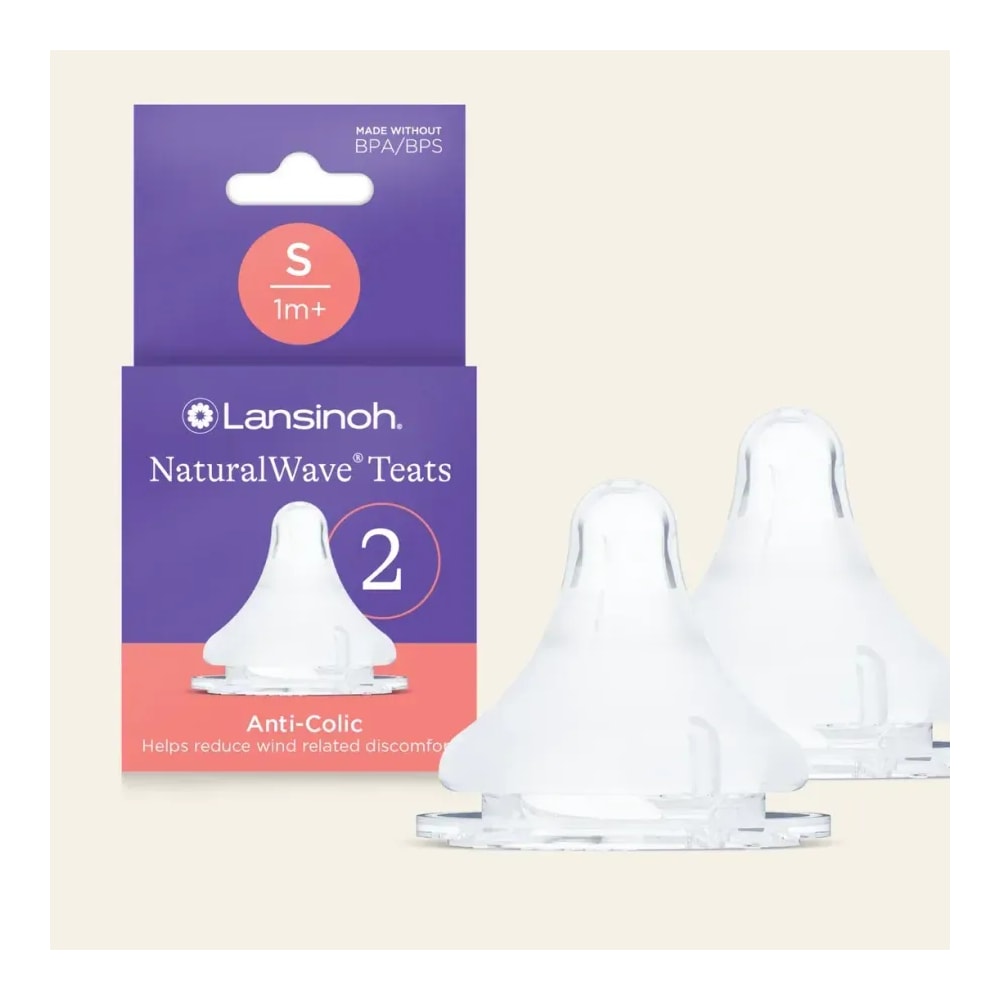 MADE WITHOUT
BPA/BPS
S
1m+
Lansinoh®
NaturalWave® Teats
2
Anti-Colic
Helps reduce wind related discomfo